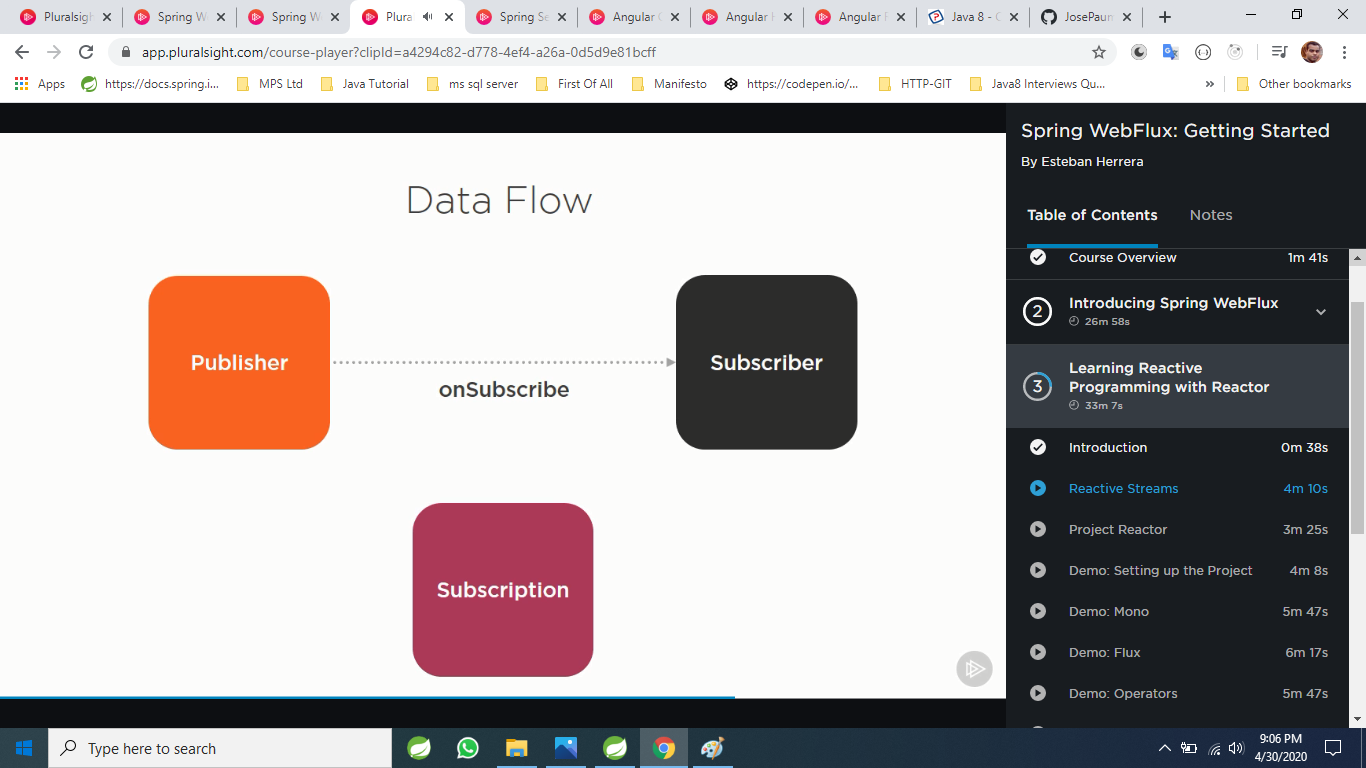 Pluralsigh
Spring W
Spring W
Plura
Spring Se
Angular
Angular
Angular
Java 8 -
JosePaun
app.pluralsight.com/course-player?clipId=a4294c82-d778-4ef4-a26a-0d5d9e81bcff
Apps
https://docs.spring.i...
MPS Ltd
Java Tutorial
ms sql server
First Of All
Manifesto
https://codepen.io/...
HTTP-GIT
Java8 Interviews Qu...
»
Other bookmarks
Data Flow
Publisher
onSubscribe
Subscriber
Subscription
Spring WebFlux: Getting Started
By Esteban Herrera
Table of Contents
Notes
Course Overview 1m 41s
2
Introducing Spring WebFlux
26m 58s
3
Learning Reactive
Programming with Reactor
33m 7s
Introduction 0m 38s
Reactive Streams 4m 10s
Project Reactor 3m 25s
Demo: Setting up the Project 4m 8s
Demo: Mono 5m 47s
Demo: Flux 6m 17s
Demo: Operators 5m 47s
Type here to search
9:06 PM
4/30/2020